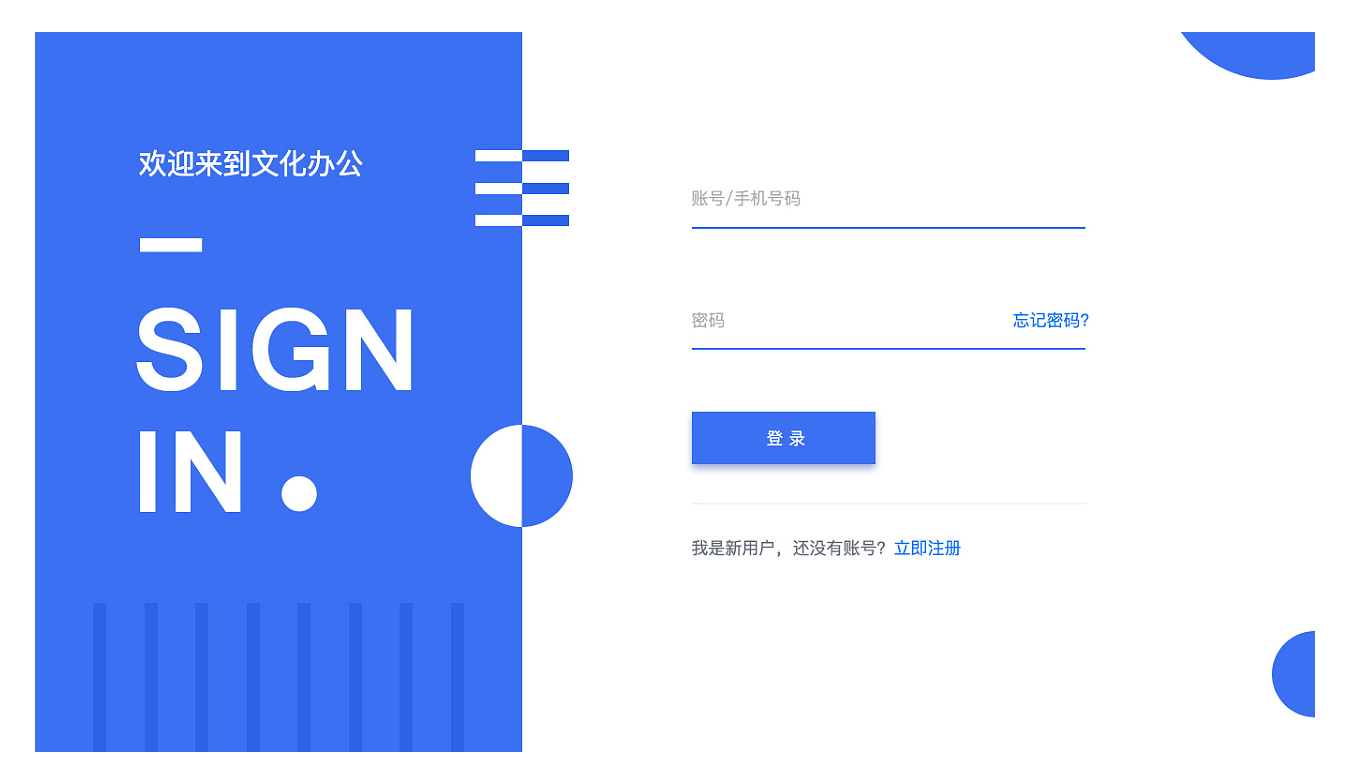 欢迎来到文化办公
SIGN
IN
账号/手机号码
密码
忘记密码?
登 录
我是新用户，还没有账号? 立即注册